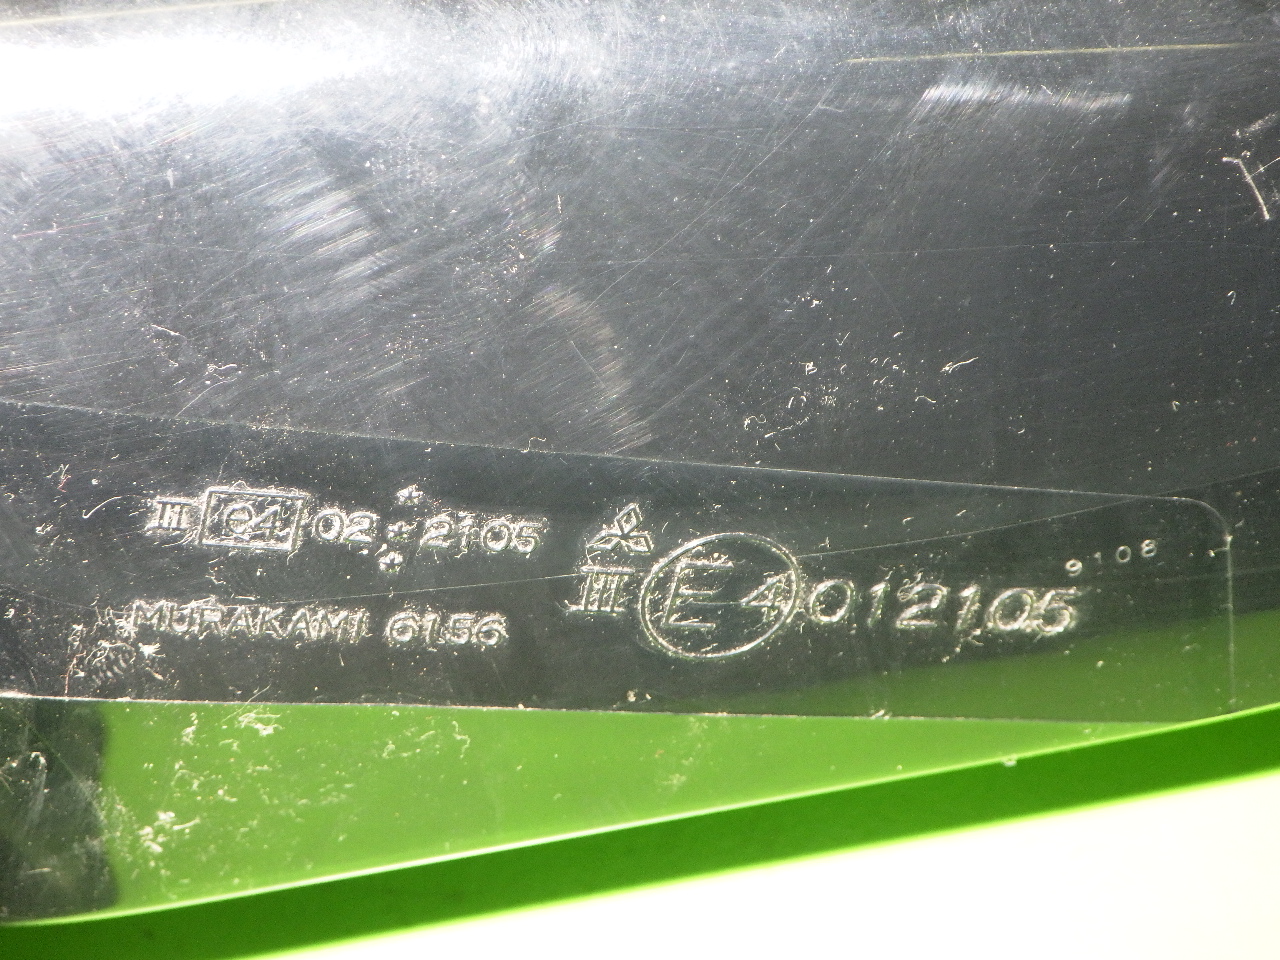 III e4 02*2105
MURAKAMI 6156
III E4 012105
9108